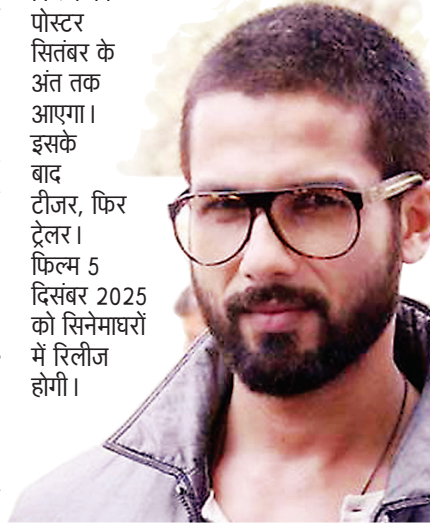 पोस्टर
सितंबर के
अंत तक
आएगा।
इसके
बाद
टीजर, फिर
ट्रेलर।
फिल्म 5
दिसंबर 2025
को सिनेमाघरों
में रिलीज
होगी।